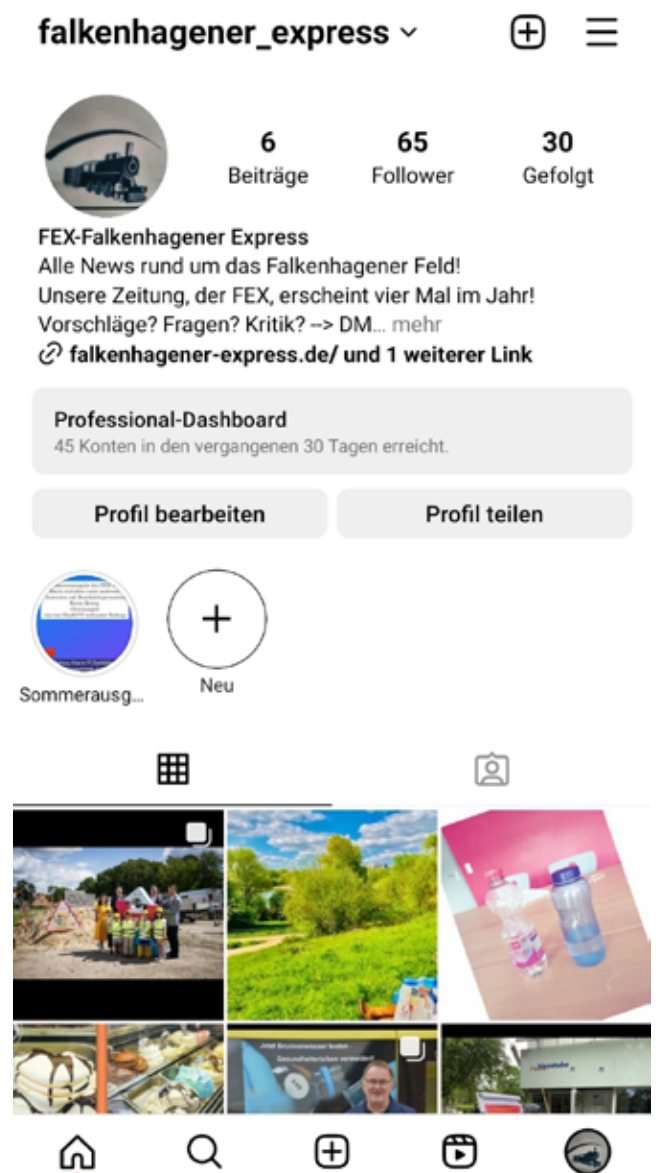 falkenhagener_express
6
65
30
Beiträge
Follower
Gefolgt
FEX-Falkenhagener Express
Alle News rund um das Falkenhagener Feld!
Unsere Zeitung, der FEX, erscheint vier Mal im Jahr!
Vorschläge? Fragen? Kritik? --> DM... mehr
falkenhagener-express.de/ und 1 weiterer Link
Professional-Dashboard
45 Konten in den vergangenen 30 Tagen erreicht.
Profil bearbeiten
Profil teilen
Sommerausg...
Neu
Gesundheitsrisiken vermeiden!